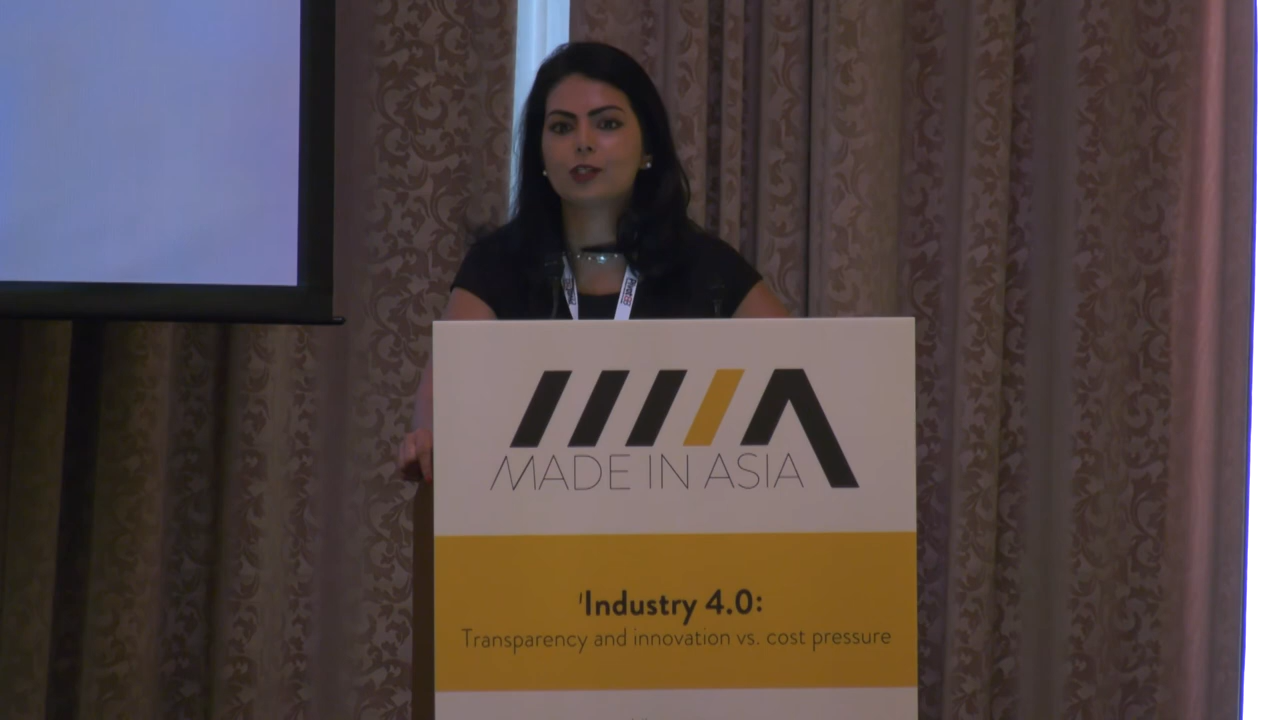 MADE IN ASIA
'Industry 4.0:
Transparency and innovation vs. cost pressure